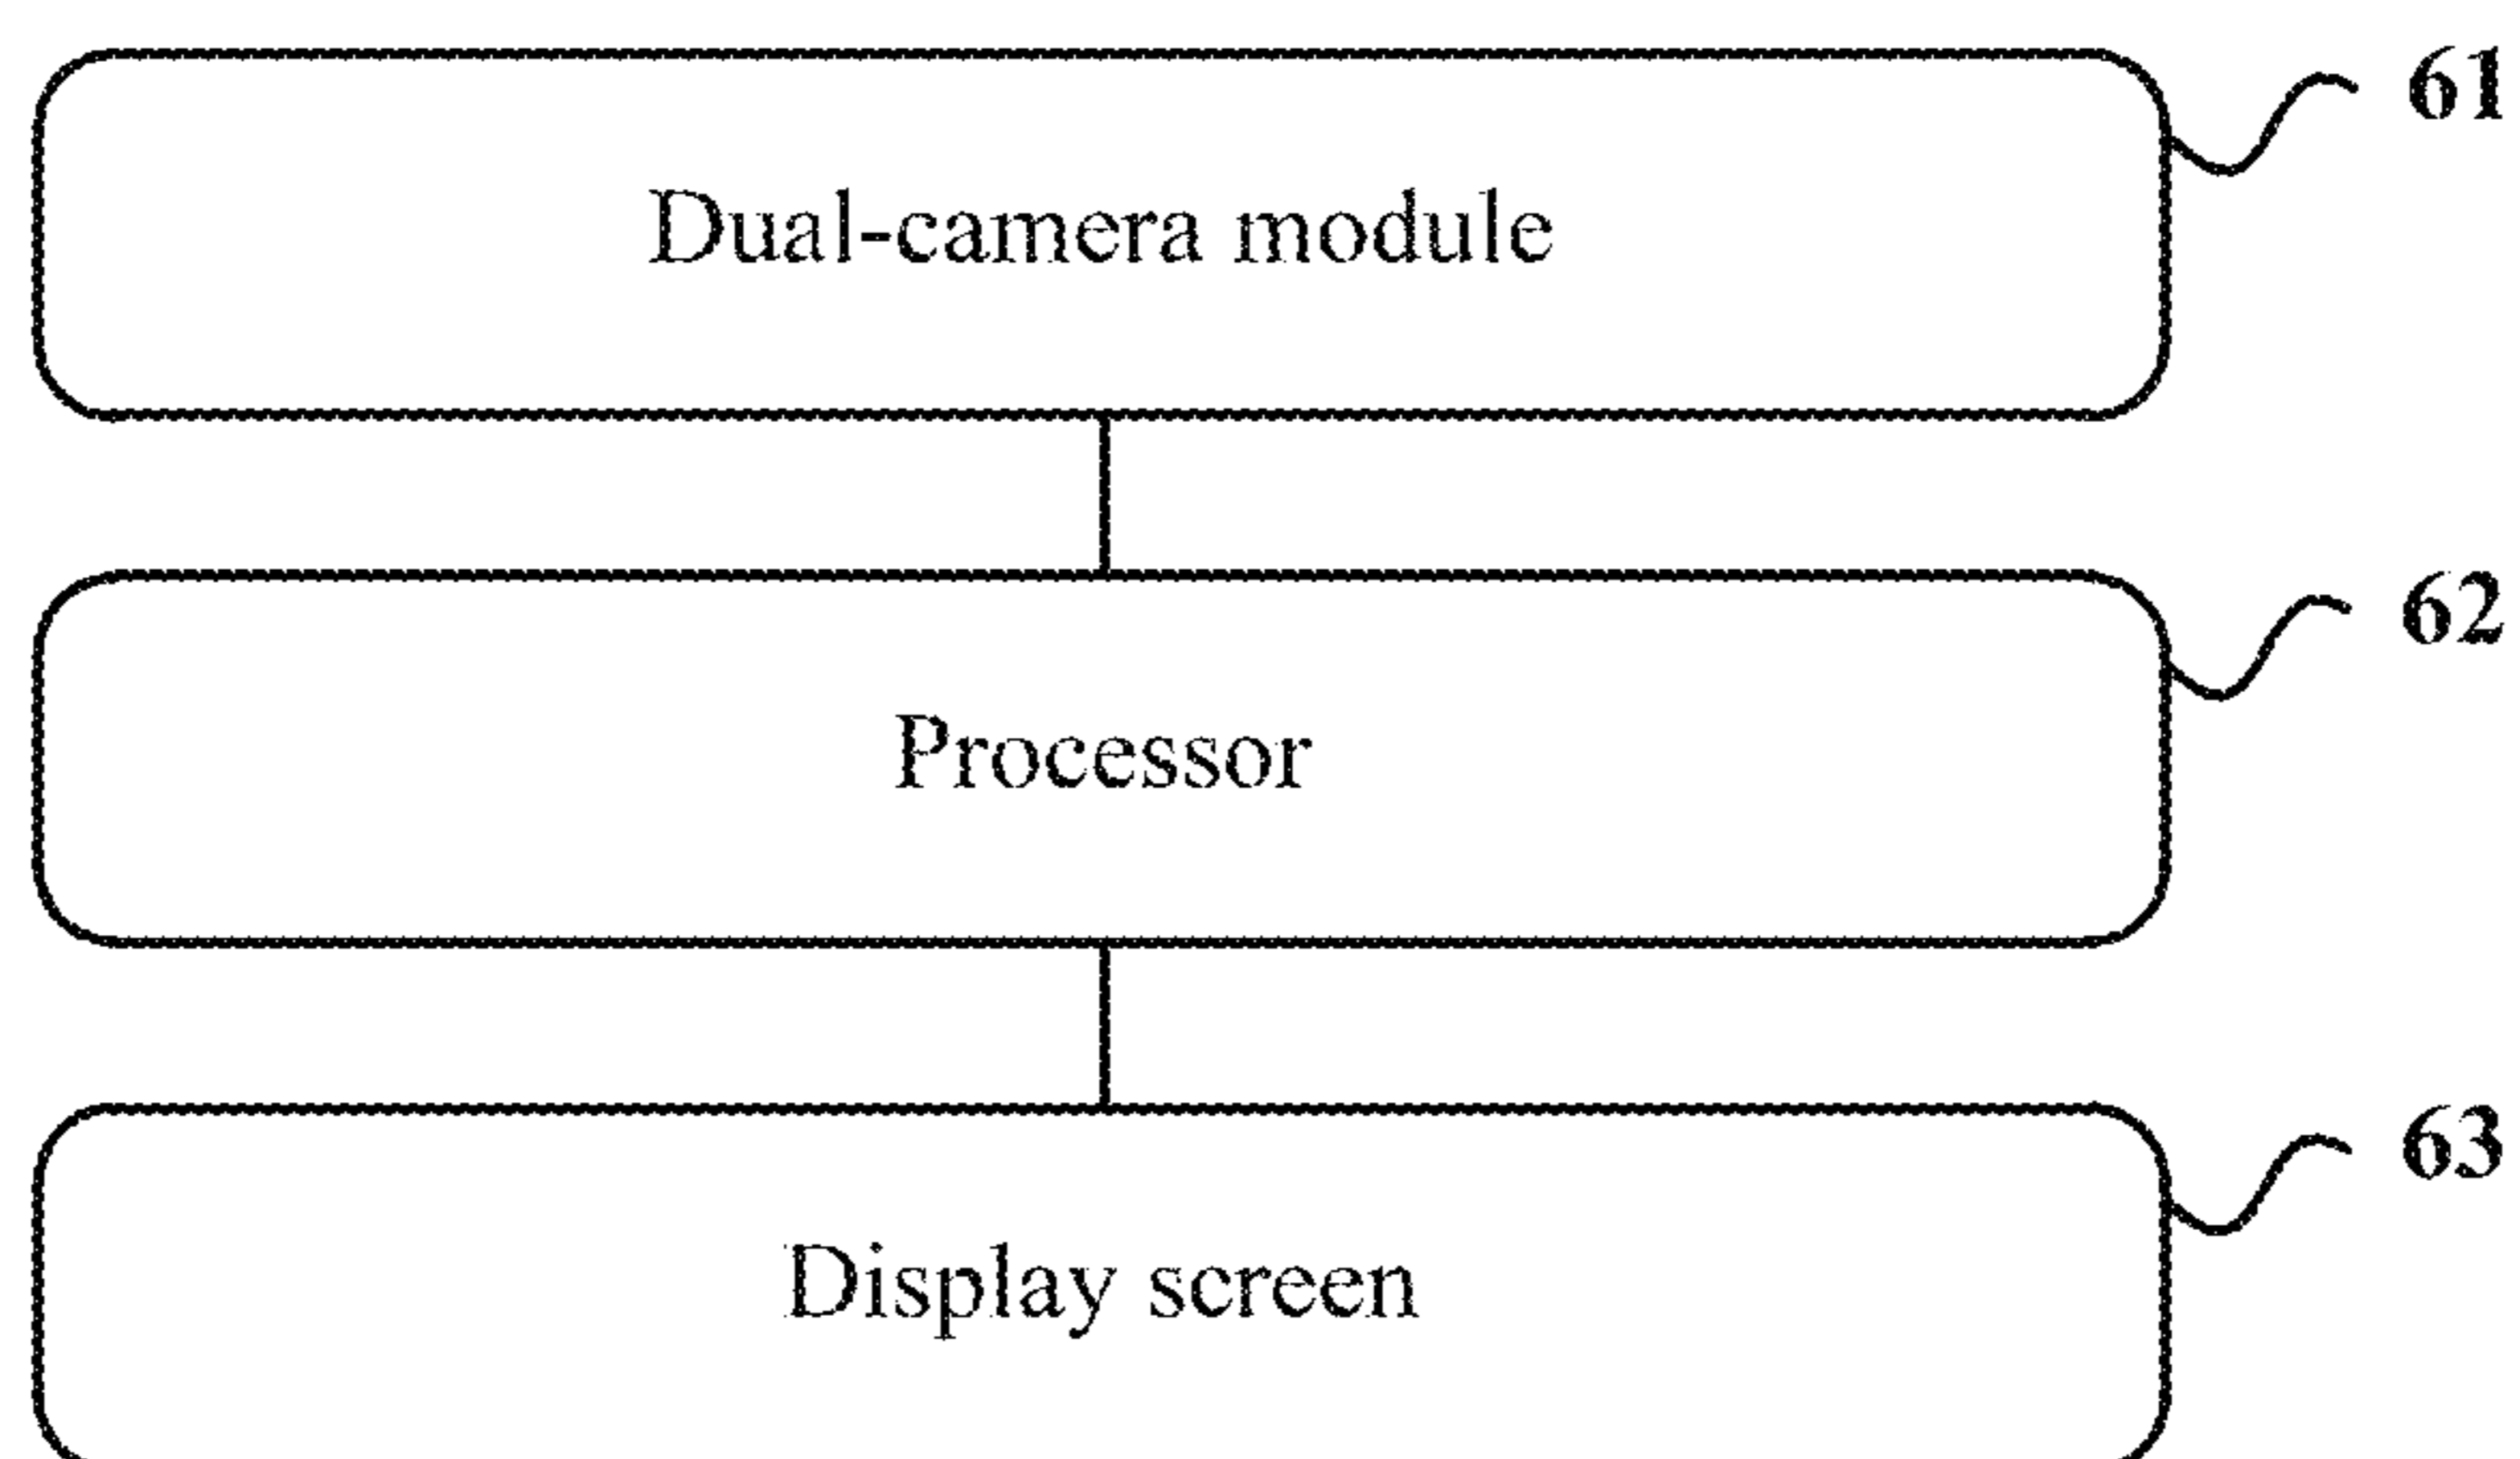 61
Dual-camera module
62
Processor
63
Display screen